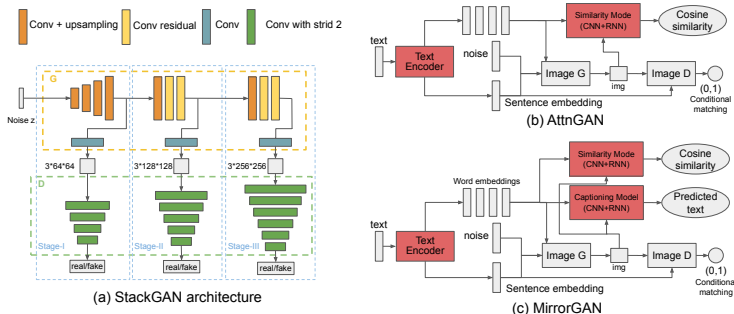 Conv + upsampling
Conv residual
Conv
Conv with strid 2
G
Noise z
3*64*64
3*128*128
3*256*256
D
Stage-I
Stage-II
Stage-III
real/fake
real/fake
real/fake
(a) StackGAN architecture
text
Text
Encoder
noise
Similarity Mode
(CNN+RNN)
Cosine
similarity
Image G
img
Image D
(0,1)
Conditional
matching
Sentence embedding
(b) AttnGAN
Similarity Mode
(CNN+RNN)
Cosine
similarity
Word embeddings
Captioning Model
(CNN+RNN)
Predicted
text
text
Text
Encoder
noise
Image G
img
Image D
(0,1)
Conditional
matching
Sentence embedding
(c) MirrorGAN